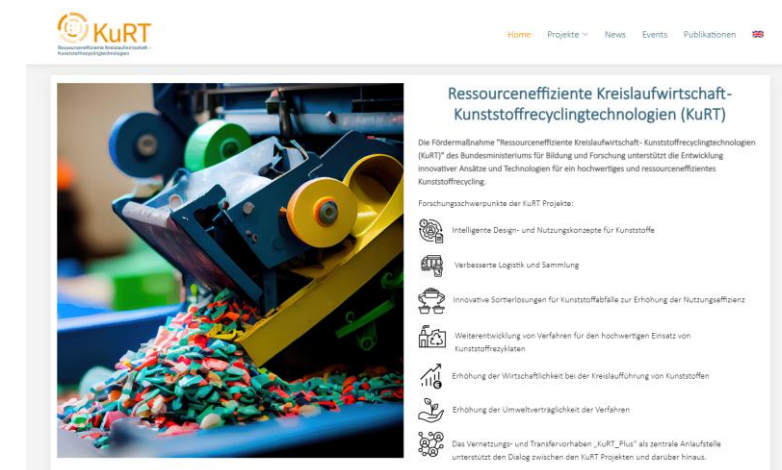 KuRT
Ressourceneffiziente Kreislaufwirtschaft -
Kunststoffrecyclingtechnologien
Home Projekte News Events Publikationen
Ressourceneffiziente Kreislaufwirtschaft-
Kunststoffrecyclingtechnologien (KuRT)
Die Fördermaßnahme "Ressourceneffiziente Kreislaufwirtschaft - Kunststoffrecyclingtechnologien
(KuRT)" des Bundesministeriums für Bildung und Forschung unterstützt die Entwicklung
innovativer Ansätze und Technologien für ein hochwertiges und ressourceneffizientes
Kunststoffrecycling.
Forschungsschwerpunkte der KuRT Projekte:
Intelligente Design- und Nutzungskonzepte für Kunststoffe
Verbesserte Logistik und Sammlung
Innovative Sortierlösungen für Kunststoffabfälle zur Erhöhung der Nutzungseffizienz
Weiterentwicklung von Verfahren für den hochwertigen Einsatz von
Kunststoffrezyklaten
Erhöhung der Wirtschaftlichkeit bei der Kreislaufführung von Kunststoffen
Erhöhung der Umweltverträglichkeit der Verfahren
Das Vernetzungs- und Transfervorhaben „KuRT_Plus" als zentrale Anlaufstelle
unterstützt den Dialog zwischen den KuRT Projekten und darüber hinaus.